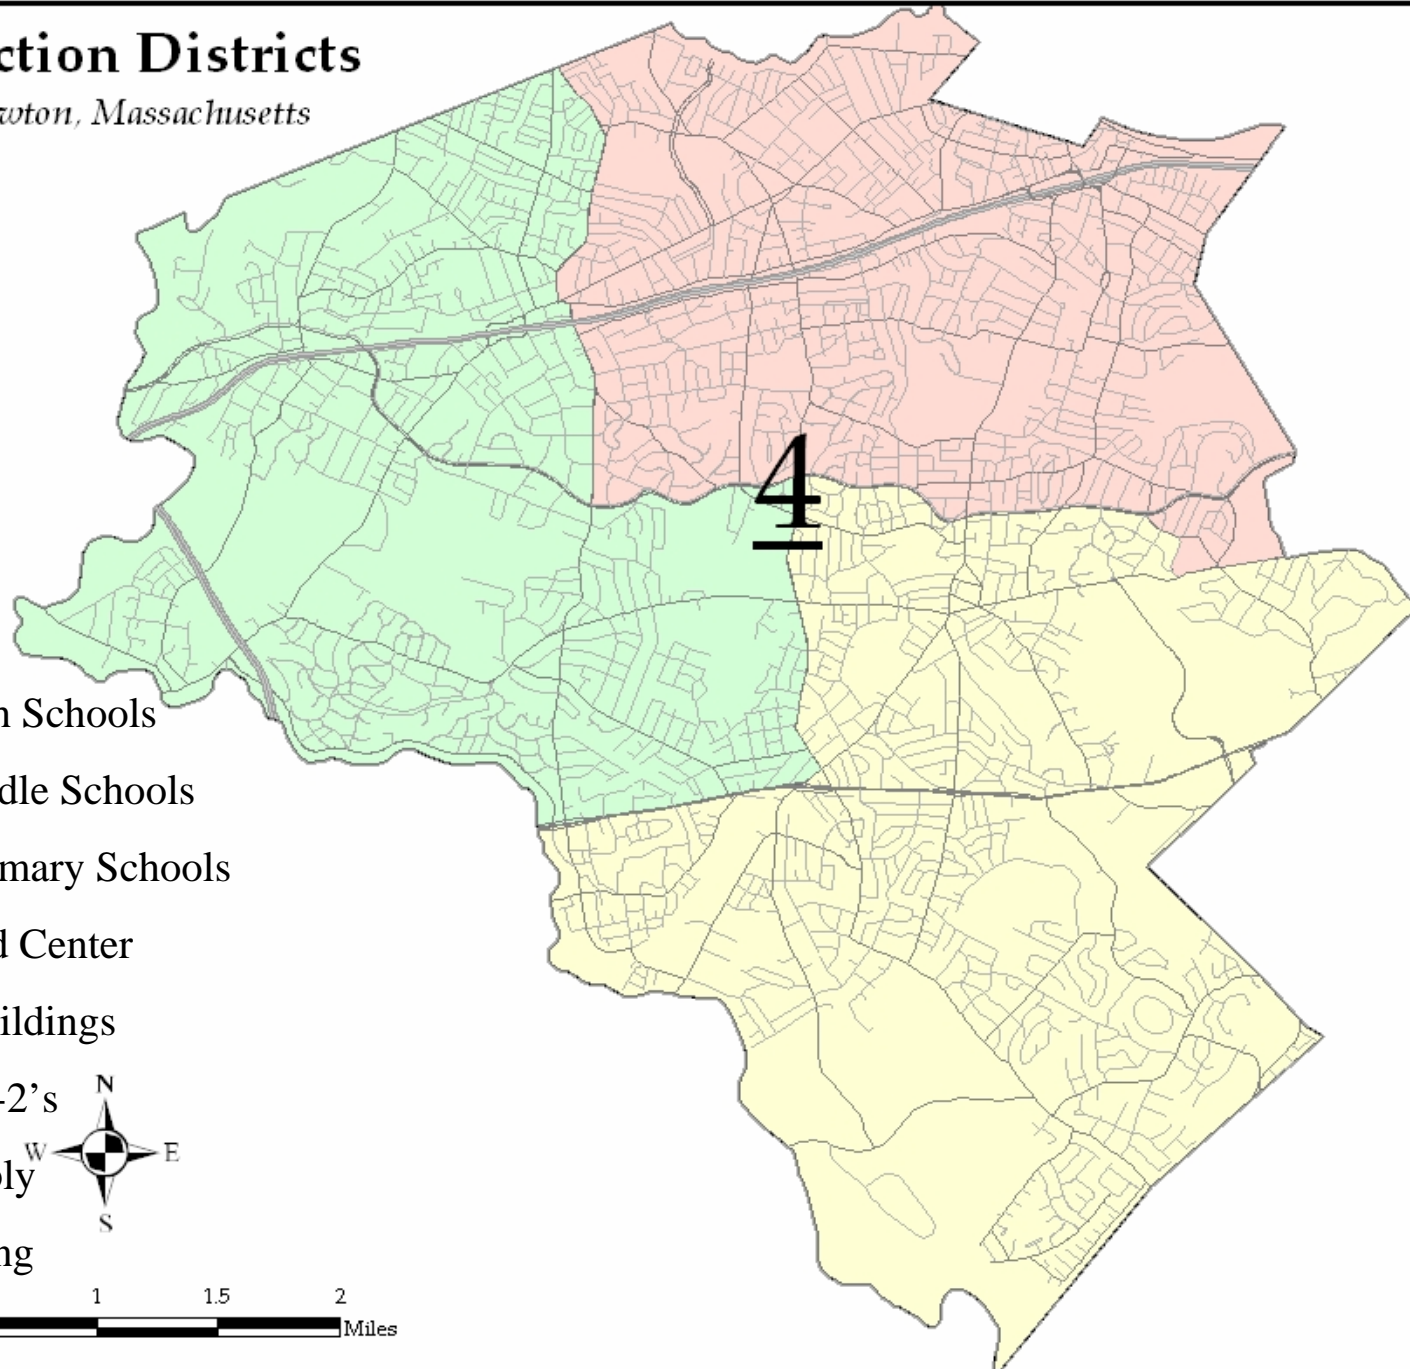 ction Districts
wton, Massachusetts
4
n Schools
dle Schools
mary Schools
d Center
ildings
-2’s
N
W E
ly
S
ng
1 1.5 2
Miles